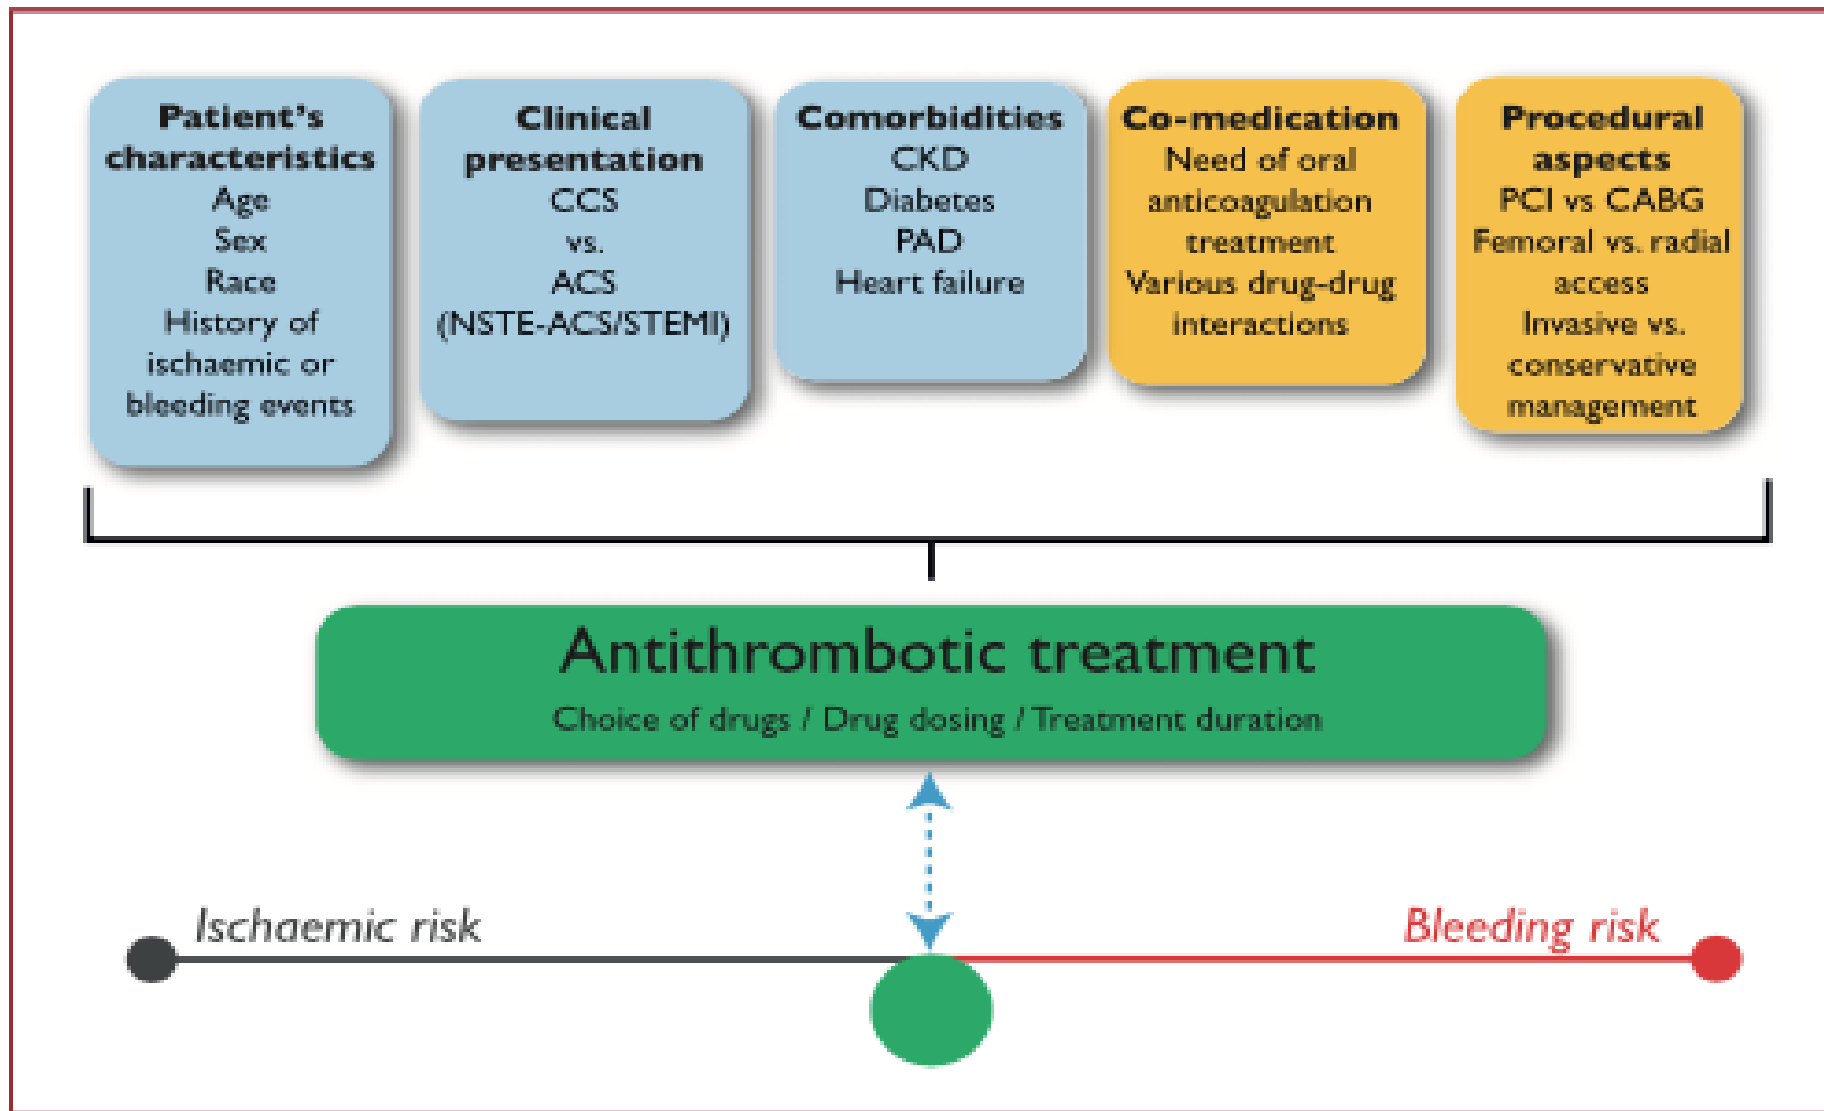 Patient's
characteristics
Age
Sex
Race
History of
ischaemic or
bleeding events
Clinical
presentation
CCS
vs.
ACS
(NSTE-ACS/STEMI)
Comorbidities
CKD
Diabetes
PAD
Heart failure
Co-medication
Need of oral
anticoagulation
treatment
Various drug-drug
interactions
Procedural
aspects
PCI vs CABG
Femoral vs. radial
access
Invasive vs.
conservative
management
Antithrombotic treatment
Choice of drugs / Drug dosing / Treatment duration
Ischaemic risk
Bleeding risk